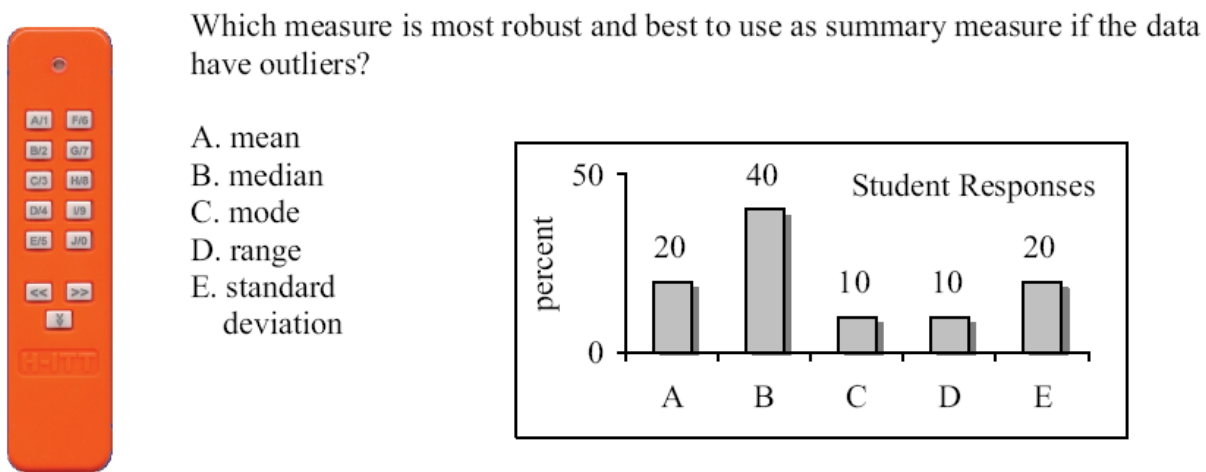 Which measure is most robust and best to use as summary measure if the data
have outliers?
A. mean
B. median
C. mode
D. range
E. standard
deviation
A/1 F/6
B/2 G/7
C/3 H/8
D/4 I/9
E/5 J/0
<< >>
H-ITT
Student Responses
percent
50
0
20
40
10
10
20
A B C D E